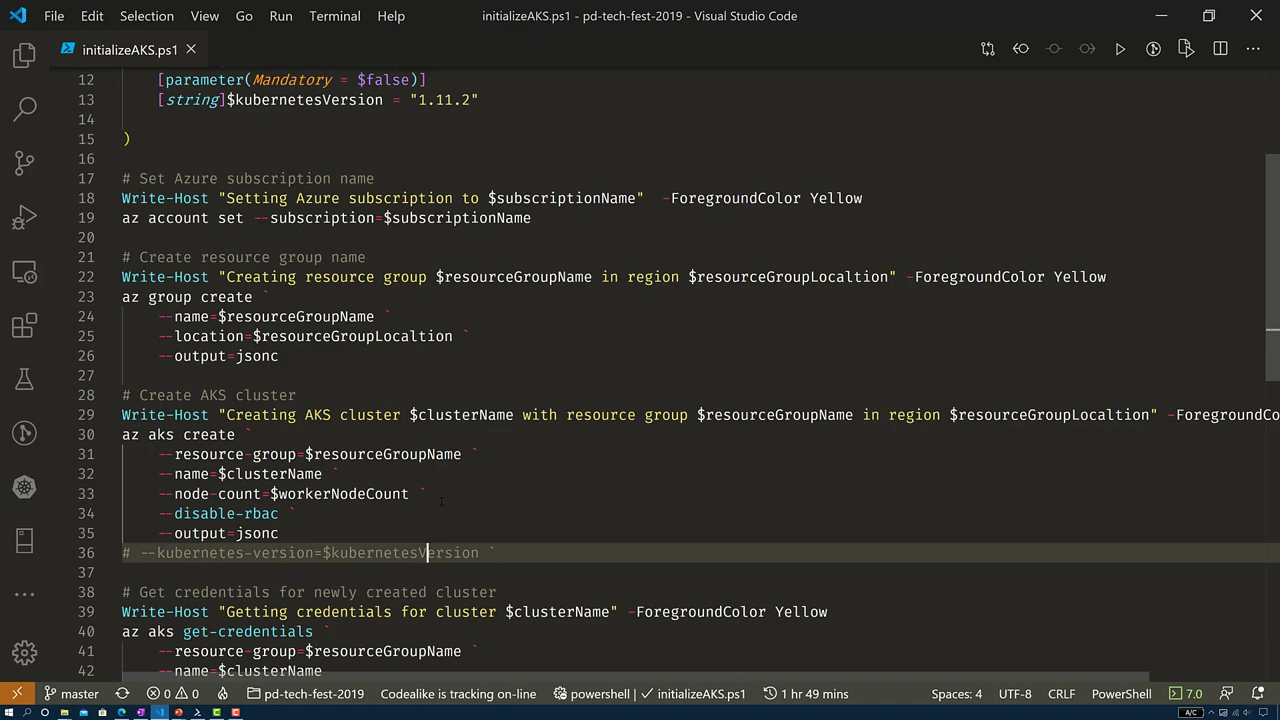 File Edit Selection View Go Run Terminal Help initializeAKS.ps1 - pd-tech-fest-2019 - Visual Studio Code
initializeAKS.ps1
12 [parameter(Mandatory = $false)]
13 [string]$kubernetesVersion = "1.11.2"
14
15 )
16
17 # Set Azure subscription name
18 Write-Host "Setting Azure subscription to $subscriptionName"  -ForegroundColor Yellow
19 az account set --subscription=$subscriptionName
20
21 # Create resource group name
22 Write-Host "Creating resource group $resourceGroupName in region $resourceGroupLocaltion" -ForegroundColor Yellow
23 az group create `
24 --name=$resourceGroupName `
25 --location=$resourceGroupLocaltion `
26 --output=jsonc
27
28 # Create AKS cluster
29 Write-Host "Creating AKS cluster $clusterName with resource group $resourceGroupName in region $resourceGroupLocaltion" -ForegroundCo
30 az aks create `
31 --resource-group=$resourceGroupName `
32 --name=$clusterName `
33 --node-count=$workerNodeCount `
34 --disable-rbac `
35 --output=jsonc
36 # --kubernetes-version=$kubernetesVersion `
37
38 # Get credentials for newly created cluster
39 Write-Host "Getting credentials for cluster $clusterName" -ForegroundColor Yellow
40 az aks get-credentials `
41 --resource-group=$resourceGroupName `
42 --name=$clusterName
master 0 0 pd-tech-fest-2019 Codealike is tracking on-line powershell initializeAKS.ps1 1 hr 49 mins Spaces: 4 UTF-8 CRLF PowerShell 7.0
A/C